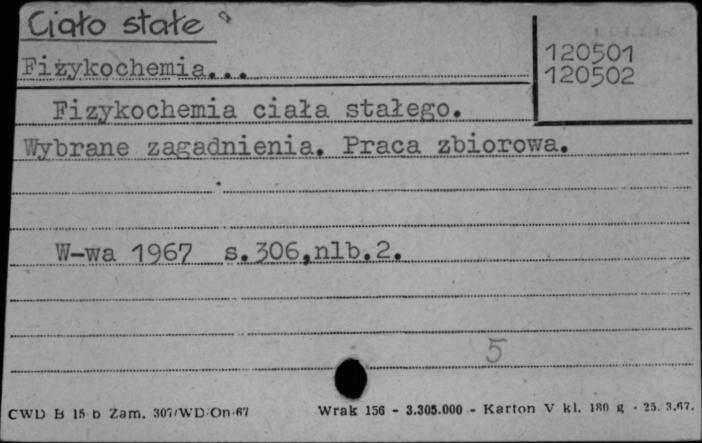 Ciało stałe
120501
Fizykochemia...
120502
Fizykochemia ciała stałego.
Wybrane zagadnienia. Praca zbiorowa.
W-wa 1967 s.306,nlb.2.
5
CWD B 15 b Zam. 307/WD/On/67 Wrak 156 - 3.305.000 - Karton V kl. 180 g - 25.3.67.